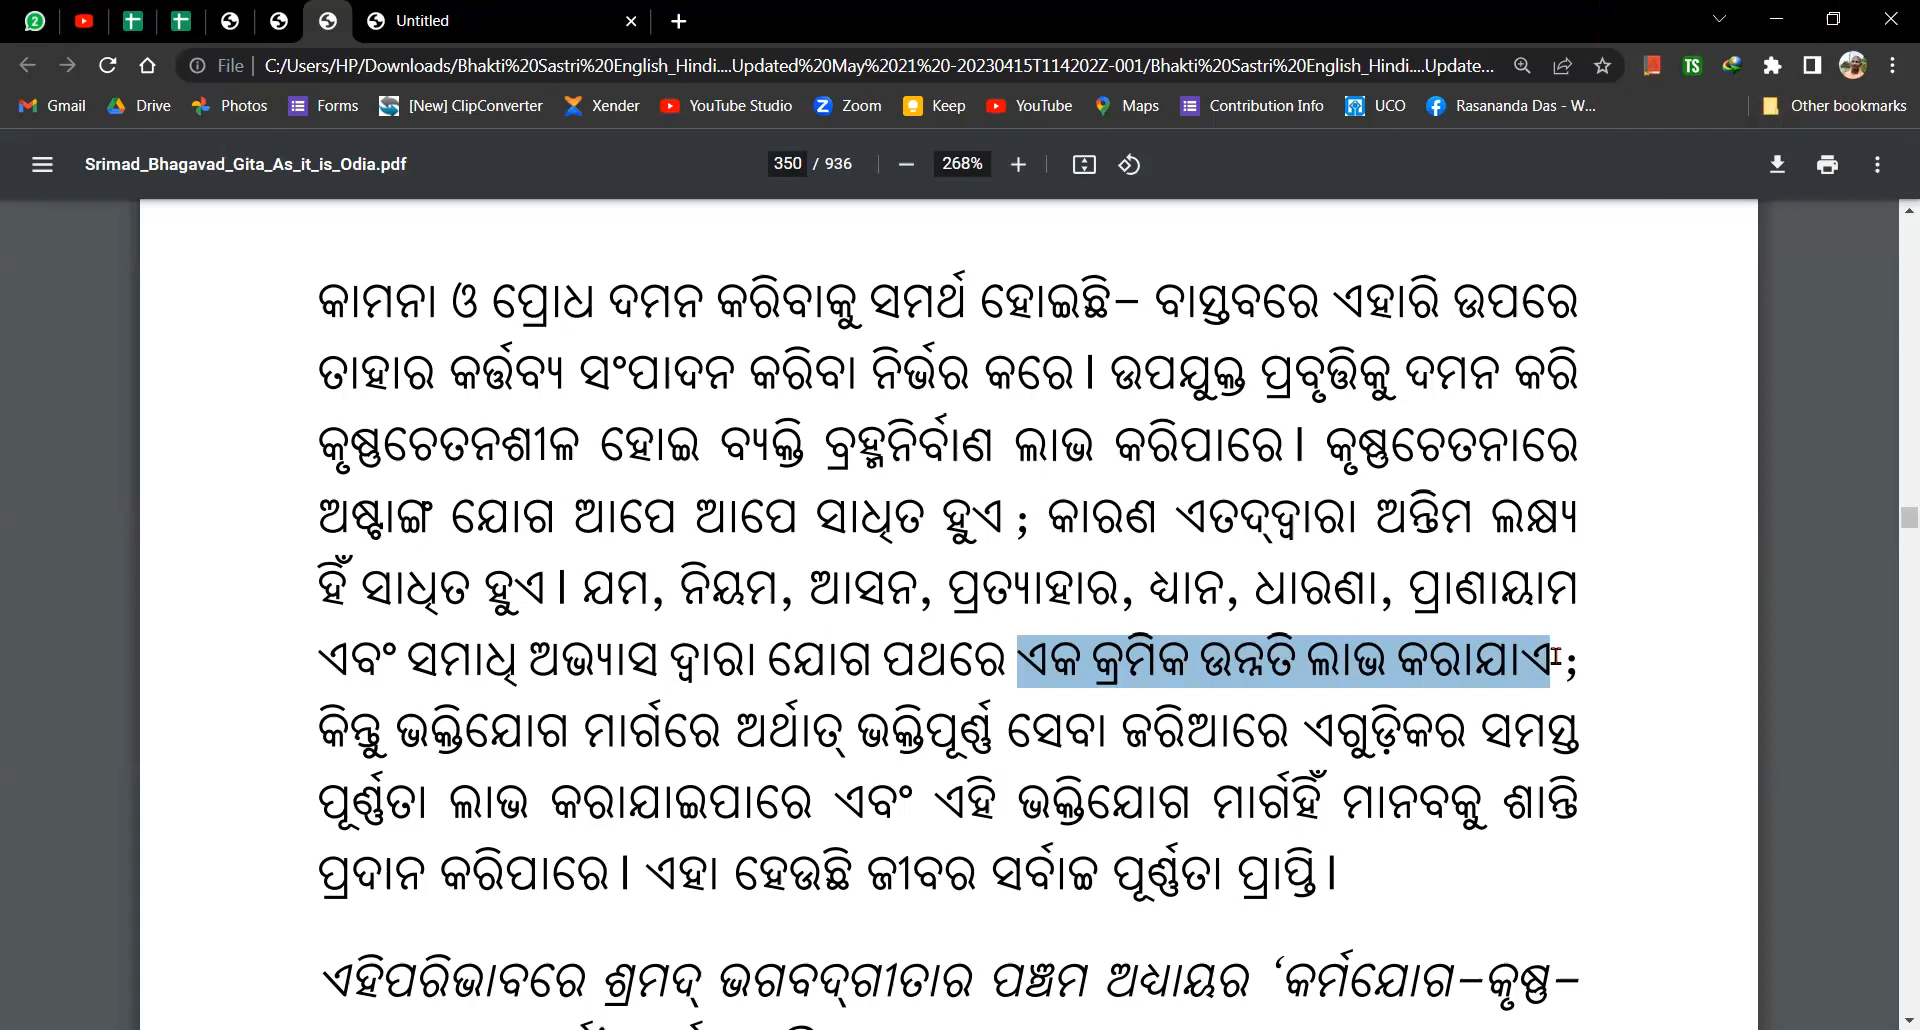 2
Untitled
File
C:/Users/HP/Downloads/Bhakti%20Sastri%20English_Hindi....Updated%20May%2021%20-20230415T114202Z-001/Bhakti%20Sastri%20English_Hindi....Update...
TS
Gmail Drive Photos Forms [New] ClipConverter Xender YouTube Studio Zoom Keep YouTube Maps Contribution Info UCO Rasananda Das - W... Other bookmarks
Srimad_Bhagavad_Gita_As_it_is_Odia.pdf 350 / 936 268%
କାମନା ଓ ପ୍ରୋଧ ଦମନ କରିବାକୁ ସମର୍ଥ ହୋଇଛି– ବାସ୍ତବରେ ଏହାରି ଉପରେ
ତାହାର କର୍ତ୍ତବ୍ୟ ସଂପାଦନ କରିବା ନିର୍ଭର କରେ। ଉପଯୁକ୍ତ ପ୍ରବୃତ୍ତିକୁ ଦମନ କରି
କୃଷ୍ଣଚେତନଶୀଳ ହୋଇ ବ୍ୟକ୍ତି ବ୍ରହ୍ମନିର୍ବାଣ ଲାଭ କରିପାରେ। କୃଷ୍ଣଚେତନାରେ
ଅଷ୍ଟାଙ୍ଗ ଯୋଗ ଆପେ ଆପେ ସାଧିତ ହୁଏ ; କାରଣ ଏତଦ୍‌ଦ୍ୱାରା ଅନ୍ତିମ ଲକ୍ଷ୍ୟ
ହିଁ ସାଧିତ ହୁଏ। ଯମ, ନିୟମ, ଆସନ, ପ୍ରତ୍ୟାହାର, ଧ୍ୟାନ, ଧାରଣା, ପ୍ରାଣାୟାମ
ଏବଂ ସମାଧି ଅଭ୍ୟାସ ଦ୍ୱାରା ଯୋଗ ପଥରେ ଏକ କ୍ରମିକ ଉନ୍ନତି ଲାଭ କରାଯାଏ ;
କିନ୍ତୁ ଭକ୍ତିଯୋଗ ମାର୍ଗରେ ଅର୍ଥାତ୍ ଭକ୍ତିପୂର୍ଣ୍ଣ ସେବା ଜରିଆରେ ଏଗୁଡ଼ିକର ସମସ୍ତ
ପୂର୍ଣ୍ଣତା ଲାଭ କରାଯାଇପାରେ ଏବଂ ଏହି ଭକ୍ତିଯୋଗ ମାର୍ଗହିଁ ମାନବକୁ ଶାନ୍ତି
ପ୍ରଦାନ କରିପାରେ। ଏହା ହେଉଛି ଜୀବର ସର୍ବୋଚ୍ଚ ପୂର୍ଣ୍ଣତା ପ୍ରାପ୍ତି।
ଏହିପରିଭାବରେ ଶ୍ରମଦ୍ ଭଗବଦ୍‌ଗୀତାର ପଞ୍ଚମ ଅଧ୍ୟାୟର ‘କର୍ମଯୋଗ–କୃଷ୍ଣ–